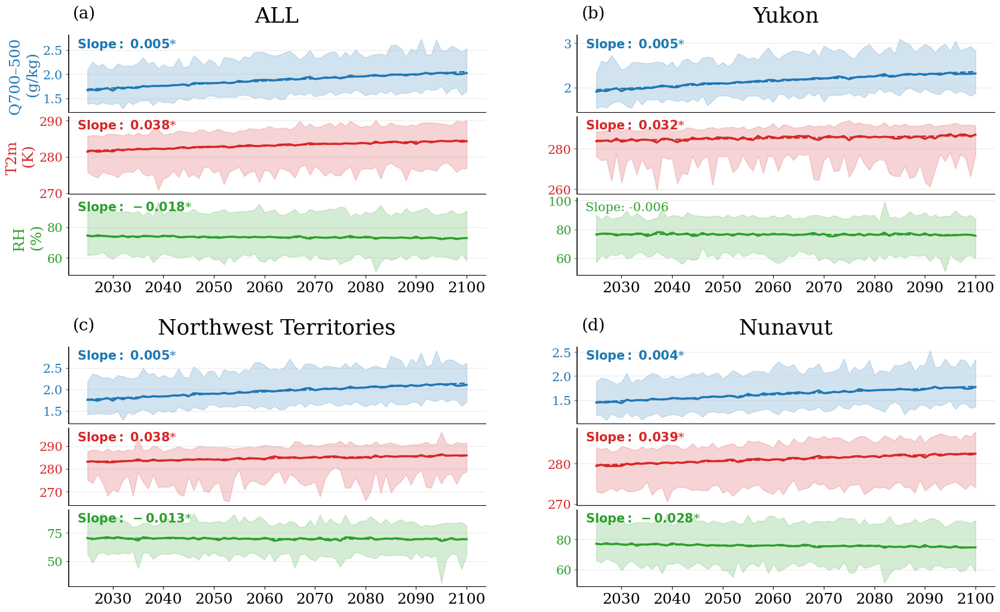 (a) ALL
Q700–500
(g/kg)
Slope: 0.005*
2.5
2.0
1.5
T2m
(K)
Slope: 0.038*
290
280
270
RH
(%)
Slope: −0.018*
80
60
2030 2040 2050 2060 2070 2080 2090 2100
(b) Yukon
Slope: 0.005*
3
2
Slope: 0.032*
280
260
Slope: -0.006
100
80
60
2030 2040 2050 2060 2070 2080 2090 2100
(c) Northwest Territories
Slope: 0.005*
2.5
2.0
1.5
Slope: 0.038*
290
280
270
Slope: −0.013*
75
50
2030 2040 2050 2060 2070 2080 2090 2100
(d) Nunavut
Slope: 0.004*
2.5
2.0
1.5
Slope: 0.039*
280
270
Slope: −0.028*
80
60
2030 2040 2050 2060 2070 2080 2090 2100